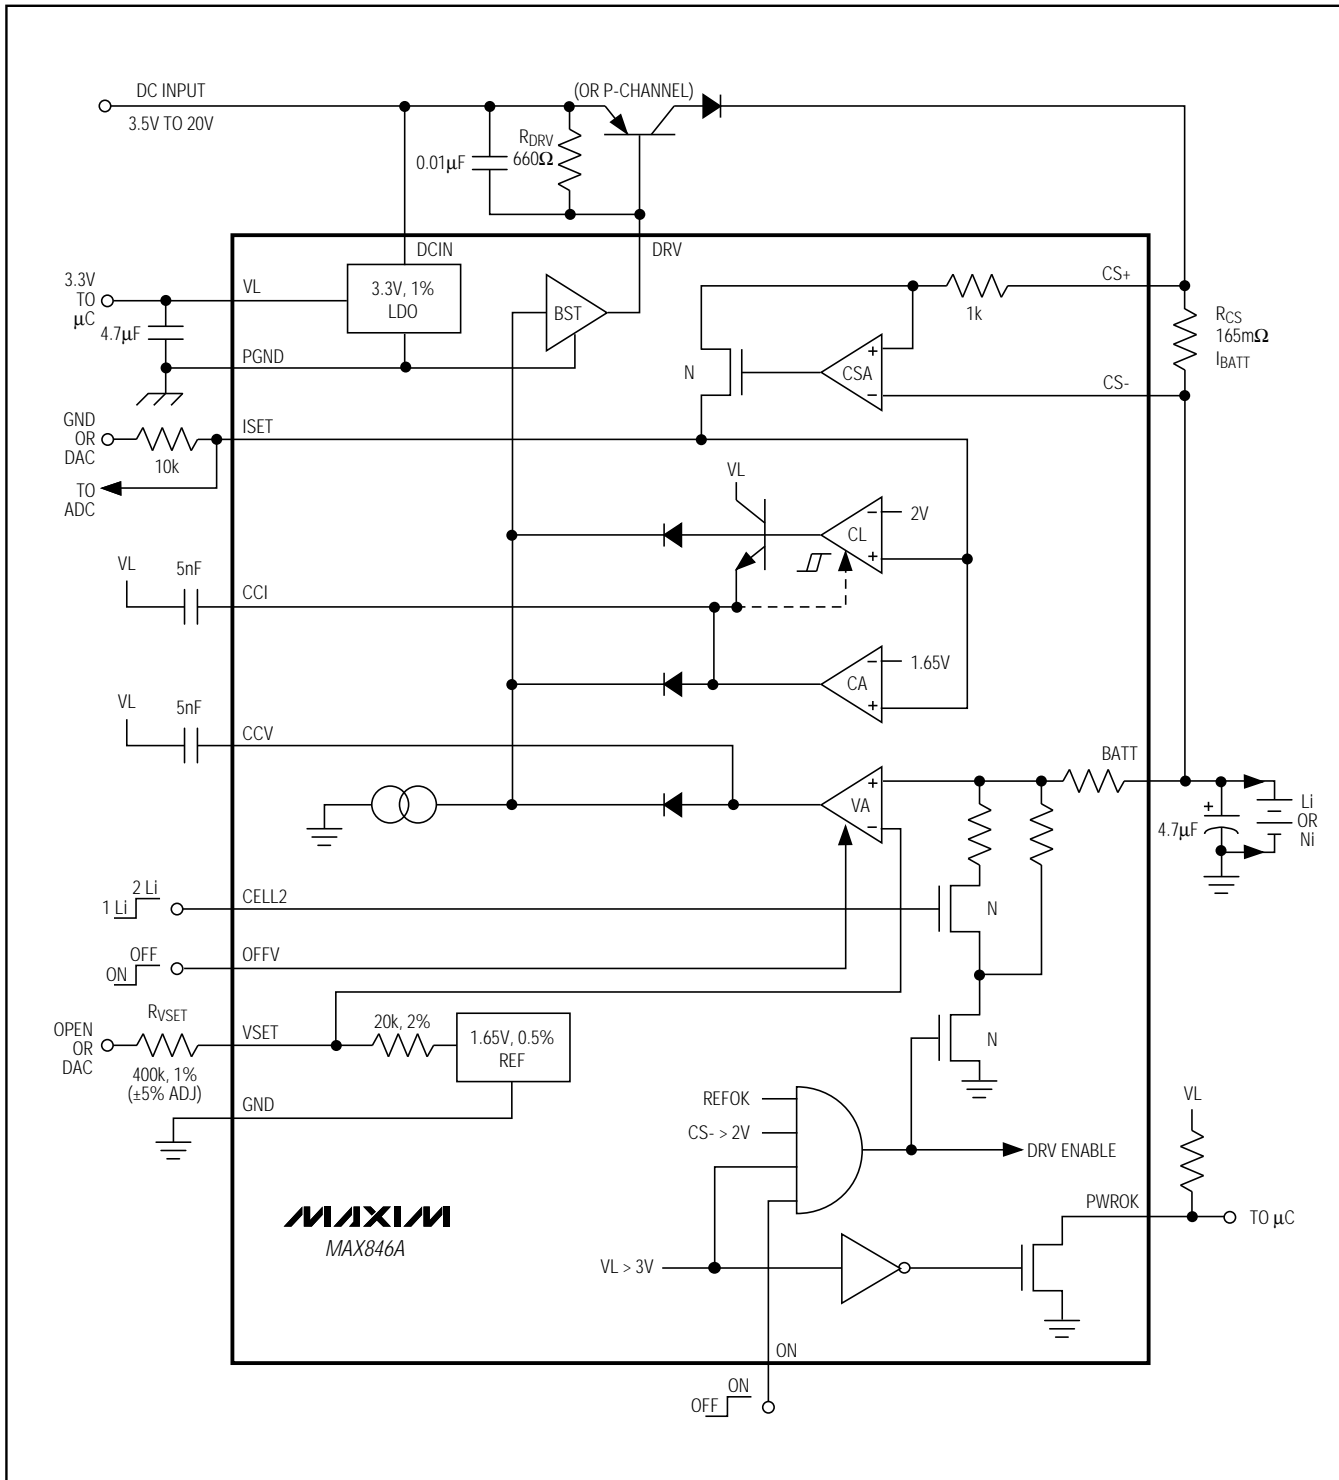 DC INPUT
3.5V TO 20V
(OR P-CHANNEL)
0.01µF
RDRV
660Ω
DCIN
DRV
3.3V
TO
µC
VL
4.7µF
3.3V, 1%
LDO
BST
PGND
CS+
1k
RCS
165mΩ
IBATT
+
CSA
−
N
CS-
GND
OR
DAC
10k
ISET
TO
ADC
VL
−
2V
CL
+
VL
5nF
CCI
−
1.65V
CA
+
VL
5nF
CCV
BATT
+
VA
−
+
4.7µF
Li
OR
Ni
2 Li
1 Li
CELL2
N
OFF
ON
OFFV
RVSET
OPEN
OR
DAC
400k, 1%
(±5% ADJ)
VSET
20k, 2%
1.65V, 0.5%
REF
N
GND
REFOK
CS- > 2V
DRV ENABLE
VL
PWROK
TO µC
MAXIM
MAX846A
VL > 3V
ON
ON
OFF